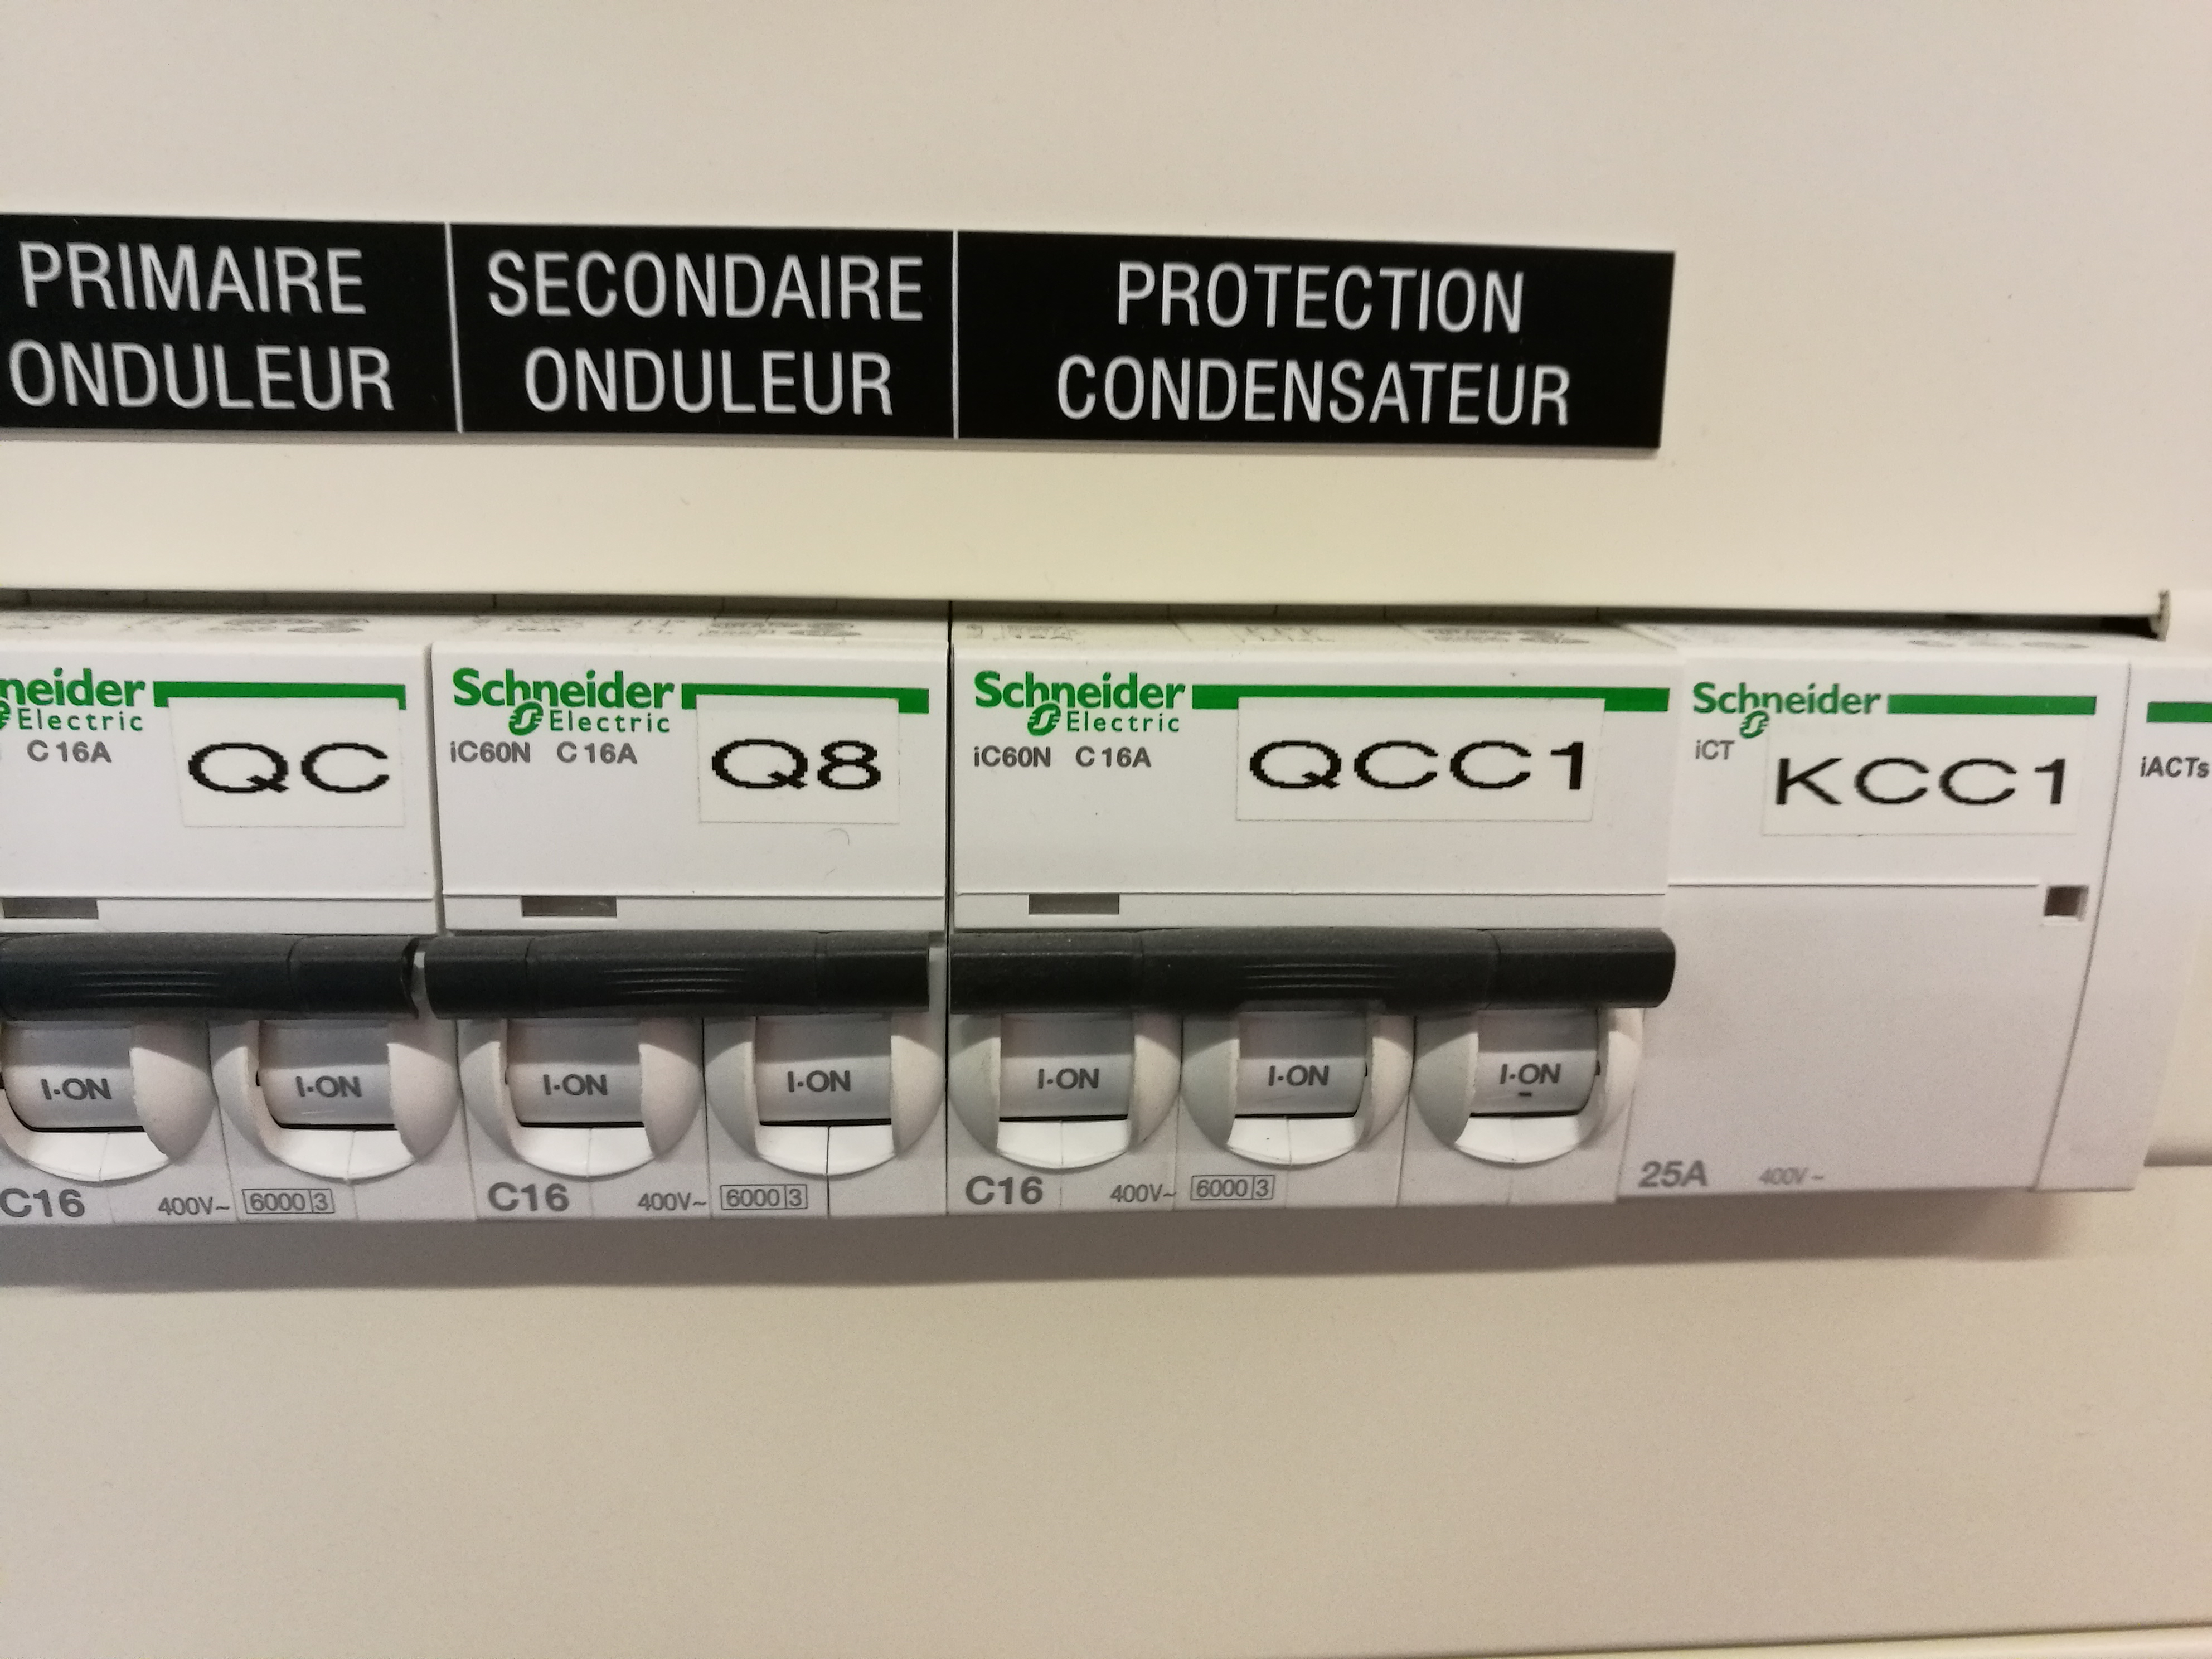 PRIMAIRE
ONDULEUR
SECONDAIRE
ONDULEUR
PROTECTION
CONDENSATEUR
neider
Electric
C 16A
QC
Schneider
Electric
iC60N C 16A
Q8
Schneider
Electric
iC60N C 16A
QCC1
Schneider
iCT
KCC1
iACTs
I·ON
I·ON
I·ON
I·ON
I·ON
I·ON
I·ON
C16 400V~ 6000 3
C16 400V~ 6000 3
C16 400V~ 6000 3
25A 400V~